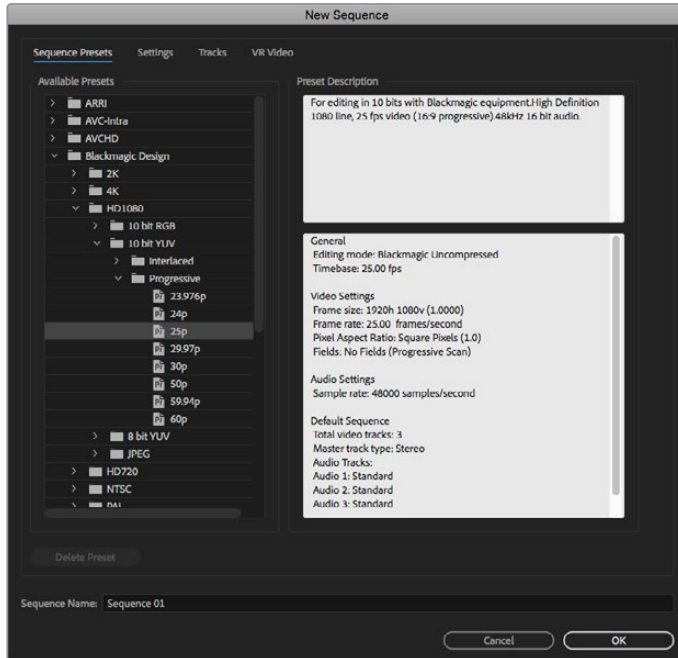 New Sequence
Sequence Presets Settings Tracks VR Video
Available Presets
ARRI
AVC-Intra
AVCHD
Blackmagic Design
2K
4K
HD1080
10 bit RGB
10 bit YUV
Interlaced
Progressive
23.976p
24p
25p
29.97p
30p
50p
59.94p
60p
8 bit YUV
JPEG
HD720
NTSC
PAL
Delete Preset
Preset Description
For editing in 10 bits with Blackmagic equipment.High Definition
1080 line, 25 fps video (16:9 progressive).48kHz 16 bit audio.
General
Editing mode: Blackmagic Uncompressed
Timebase: 25.00 fps
Video Settings
Frame size: 1920h 1080v (1.0000)
Frame rate: 25.00 frames/second
Pixel Aspect Ratio: Square Pixels (1.0)
Fields: No Fields (Progressive Scan)
Audio Settings
Sample rate: 48000 samples/second
Default Sequence
Total video tracks: 3
Master track type: Stereo
Audio Tracks:
Audio 1: Standard
Audio 2: Standard
Audio 3: Standard
Sequence Name: Sequence 01
Cancel OK